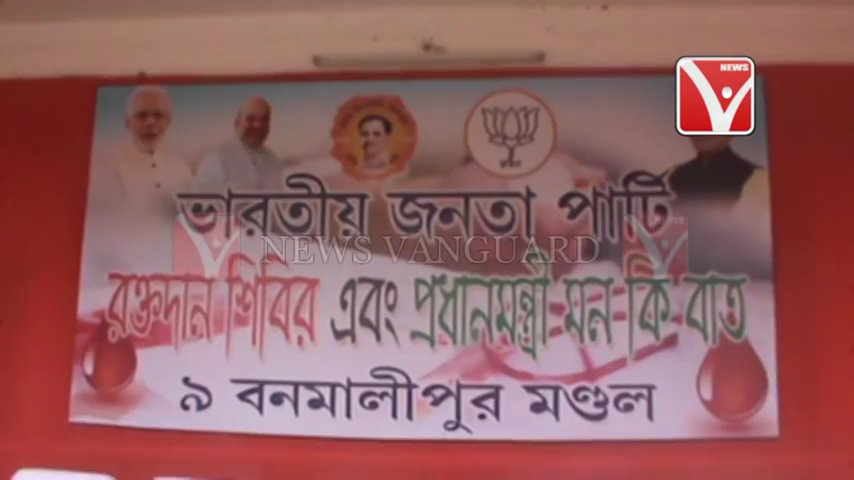 NEWS
ভারতীয় জনতা পার্টি
NEWS VANGUARD
রক্তদান শিবির এবং প্রধানমন্ত্রী মন কি বাত
৯ বনমালীপুর মণ্ডল